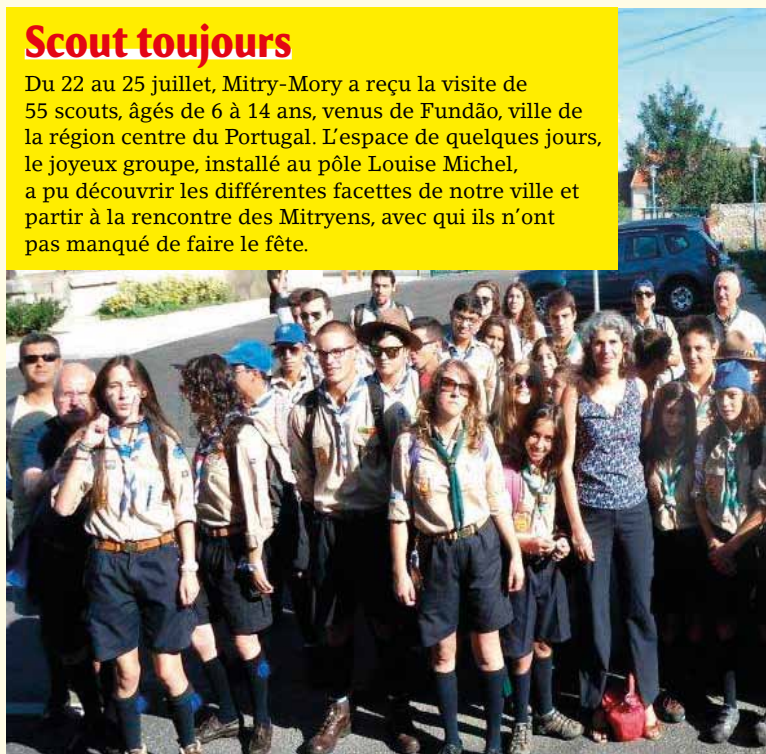 Scout toujours
Du 22 au 25 juillet, Mitry-Mory a reçu la visite de
55 scouts, âgés de 6 à 14 ans, venus de Fundão, ville de
la région centre du Portugal. L’espace de quelques jours,
le joyeux groupe, installé au pôle Louise Michel,
a pu découvrir les différentes facettes de notre ville et
partir à la rencontre des Mitryens, avec qui ils n’ont
pas manqué de faire le fête.